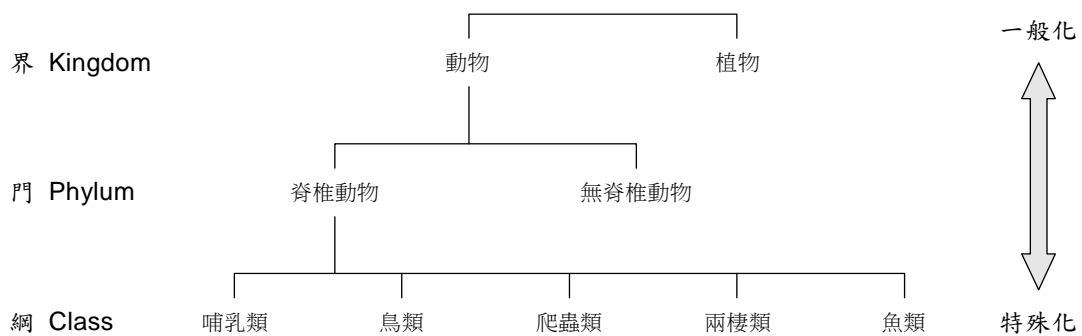 一般化
界 Kingdom 動物 植物
門 Phylum 脊椎動物 無脊椎動物
綱 Class 哺乳類 鳥類 爬蟲類 兩棲類 魚類 特殊化